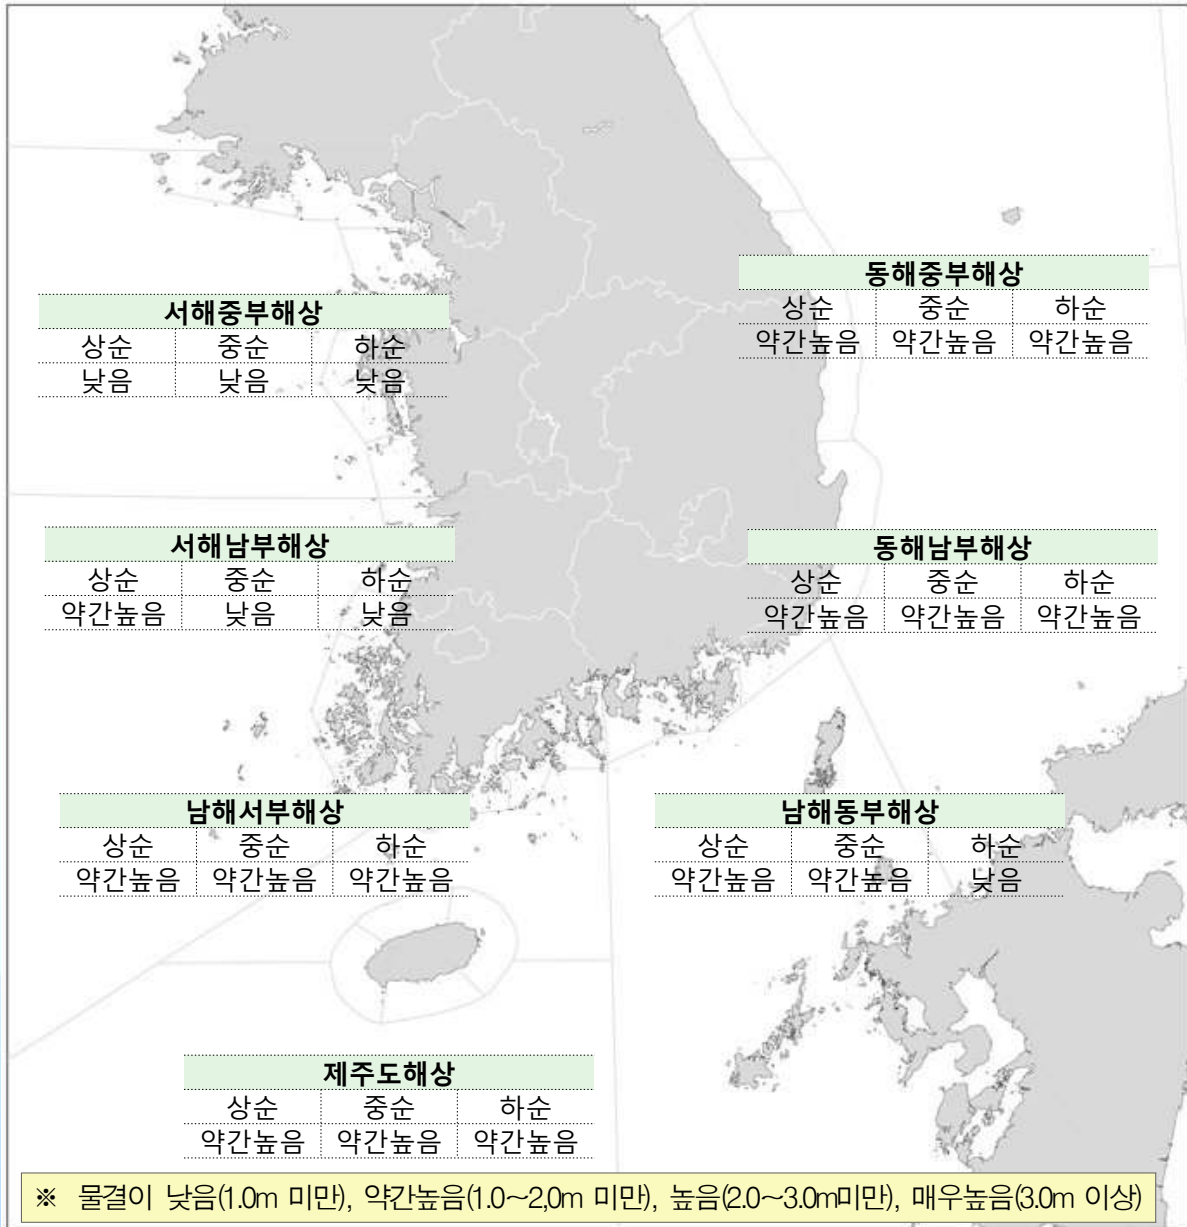 동해중부해상
상순 중순 하순
약간높음 약간높음 약간높음
서해중부해상
상순 중순 하순
낮음 낮음 낮음
서해남부해상
상순 중순 하순
약간높음 낮음 낮음
동해남부해상
상순 중순 하순
약간높음 약간높음 약간높음
남해서부해상
상순 중순 하순
약간높음 약간높음 약간높음
남해동부해상
상순 중순 하순
약간높음 약간높음 낮음
제주도해상
상순 중순 하순
약간높음 약간높음 약간높음
※ 물결이 낮음(1.0m 미만), 약간높음(1.0~2,0m 미만), 높음(2.0~3.0m미만), 매우높음(3.0m 이상)